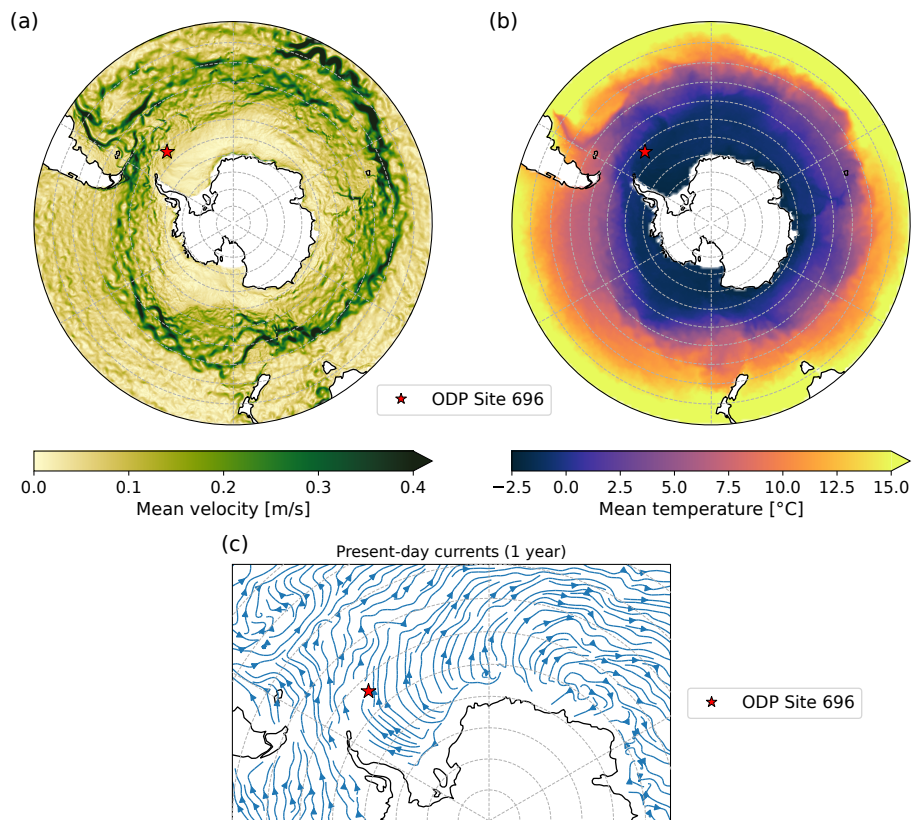 (a)
(b)
ODP Site 696
0.0 0.1 0.2 0.3 0.4
Mean velocity [m/s]
−2.5 0.0 2.5 5.0 7.5 10.0 12.5 15.0
Mean temperature [°C]
(c)
Present-day currents (1 year)
ODP Site 696